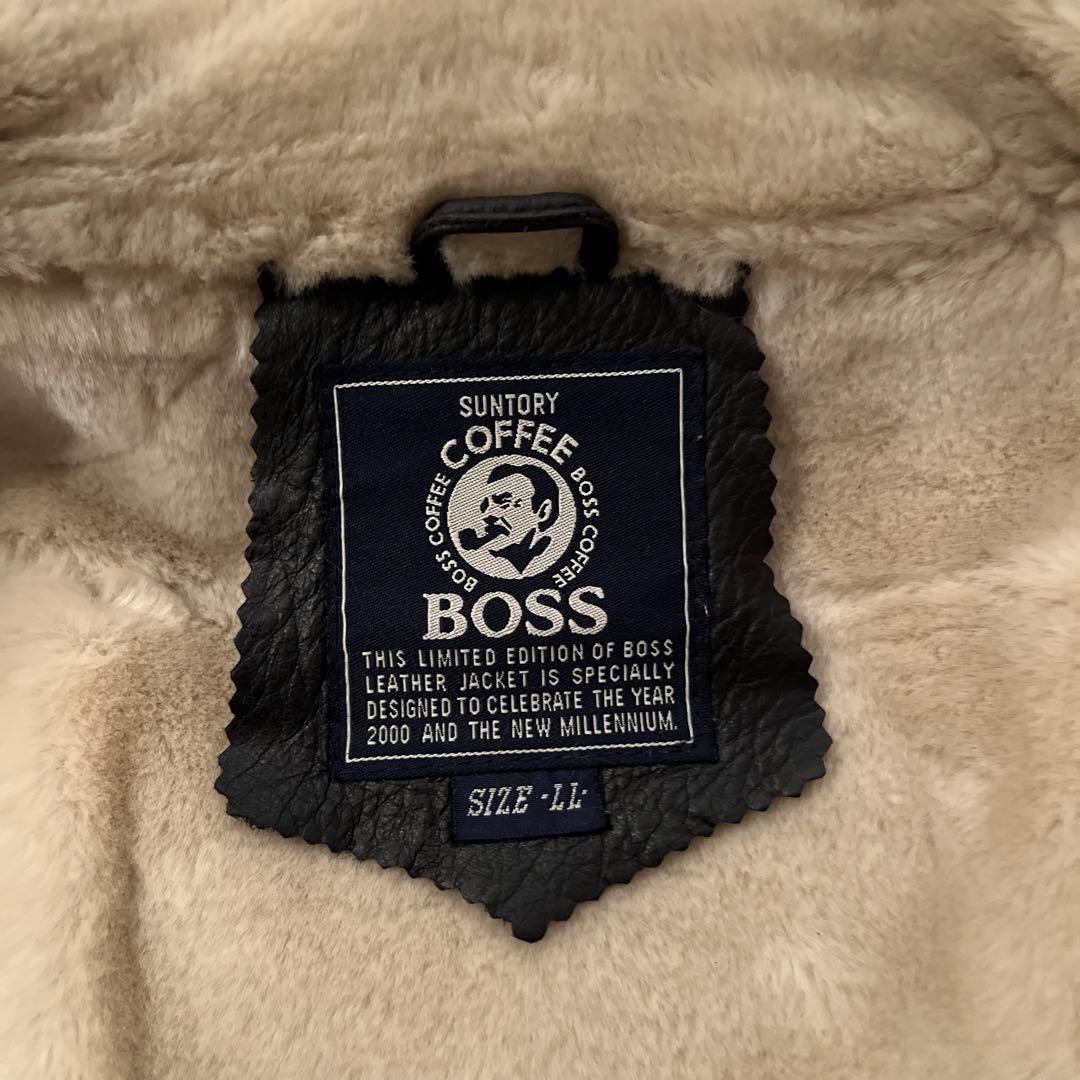 SUNTORY
COFFEE
BOSS COFFEE
BOSS COFFEE
BOSS
THIS LIMITED EDITION OF BOSS
LEATHER JACKET IS SPECIALLY
DESIGNED TO CELEBRATE THE YEAR
2000 AND THE NEW MILLENNIUM.
SIZE -LL-